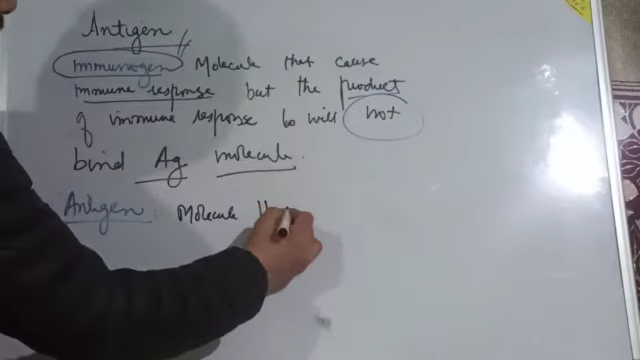 Antigen
Immunogen Molecule that cause
immune response but the product
of immune response to will not
bind Ag molecule.
Antigen: Molecule